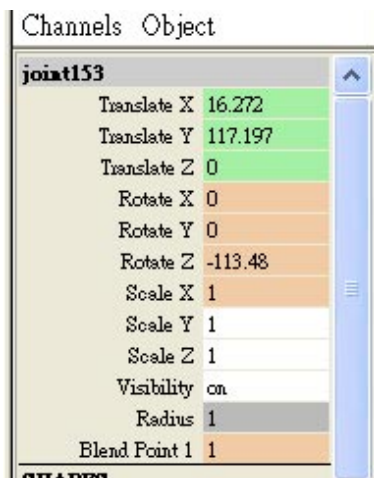 Channels Object
joint153
Translate X 16.272
Translate Y 117.197
Translate Z 0
Rotate X 0
Rotate Y 0
Rotate Z -113.48
Scale X 1
Scale Y 1
Scale Z 1
Visibility on
Radius 1
Blend Point 1 1
SHAPES